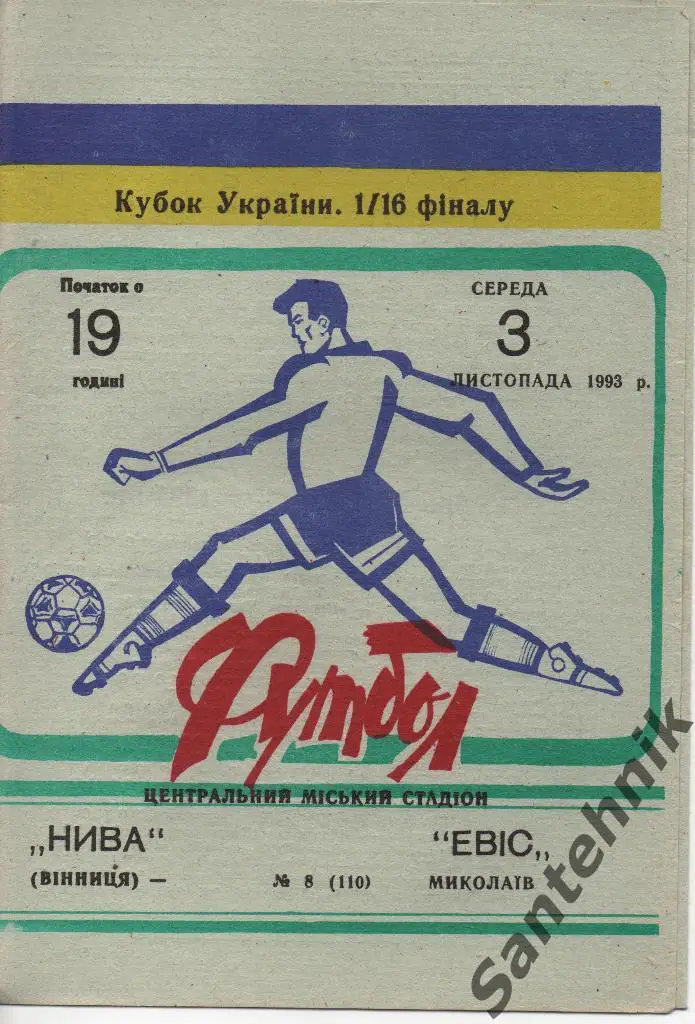 Кубок України. 1/16 фіналу
Початок о
19
годині
СЕРЕДА
3
ЛИСТОПАДА 1993 р.
Футбол
ЦЕНТРАЛЬНИЙ МІСЬКИЙ СТАДІОН
„НИВА“
(ВІННИЦЯ) —
№ 8 (110)
“ЕВІС„
МИКОЛАЇВ
Santehnik